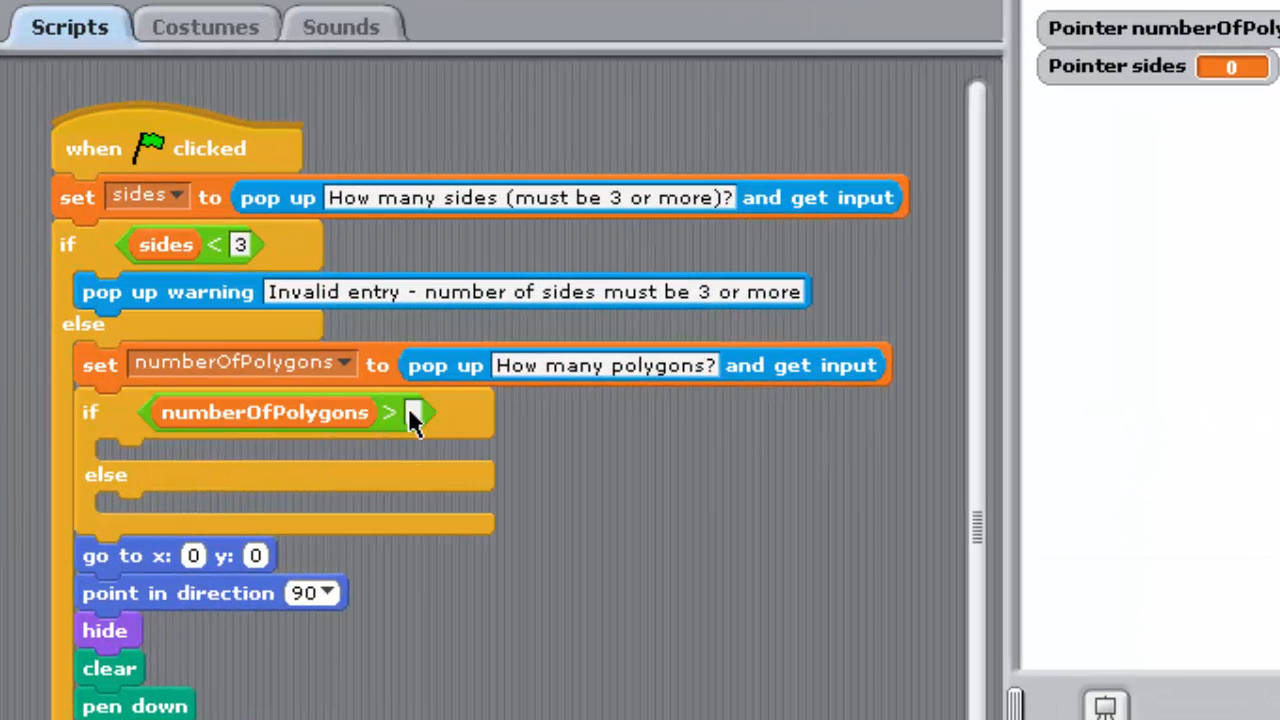 Scripts Costumes Sounds
Pointer numberOfPoly
Pointer sides 0
when clicked
set sides to pop up How many sides (must be 3 or more)? and get input
if sides < 3
pop up warning Invalid entry - number of sides must be 3 or more
else
set numberOfPolygons to pop up How many polygons? and get input
if numberOfPolygons >
else
go to x: 0 y: 0
point in direction 90
hide
clear
pen down